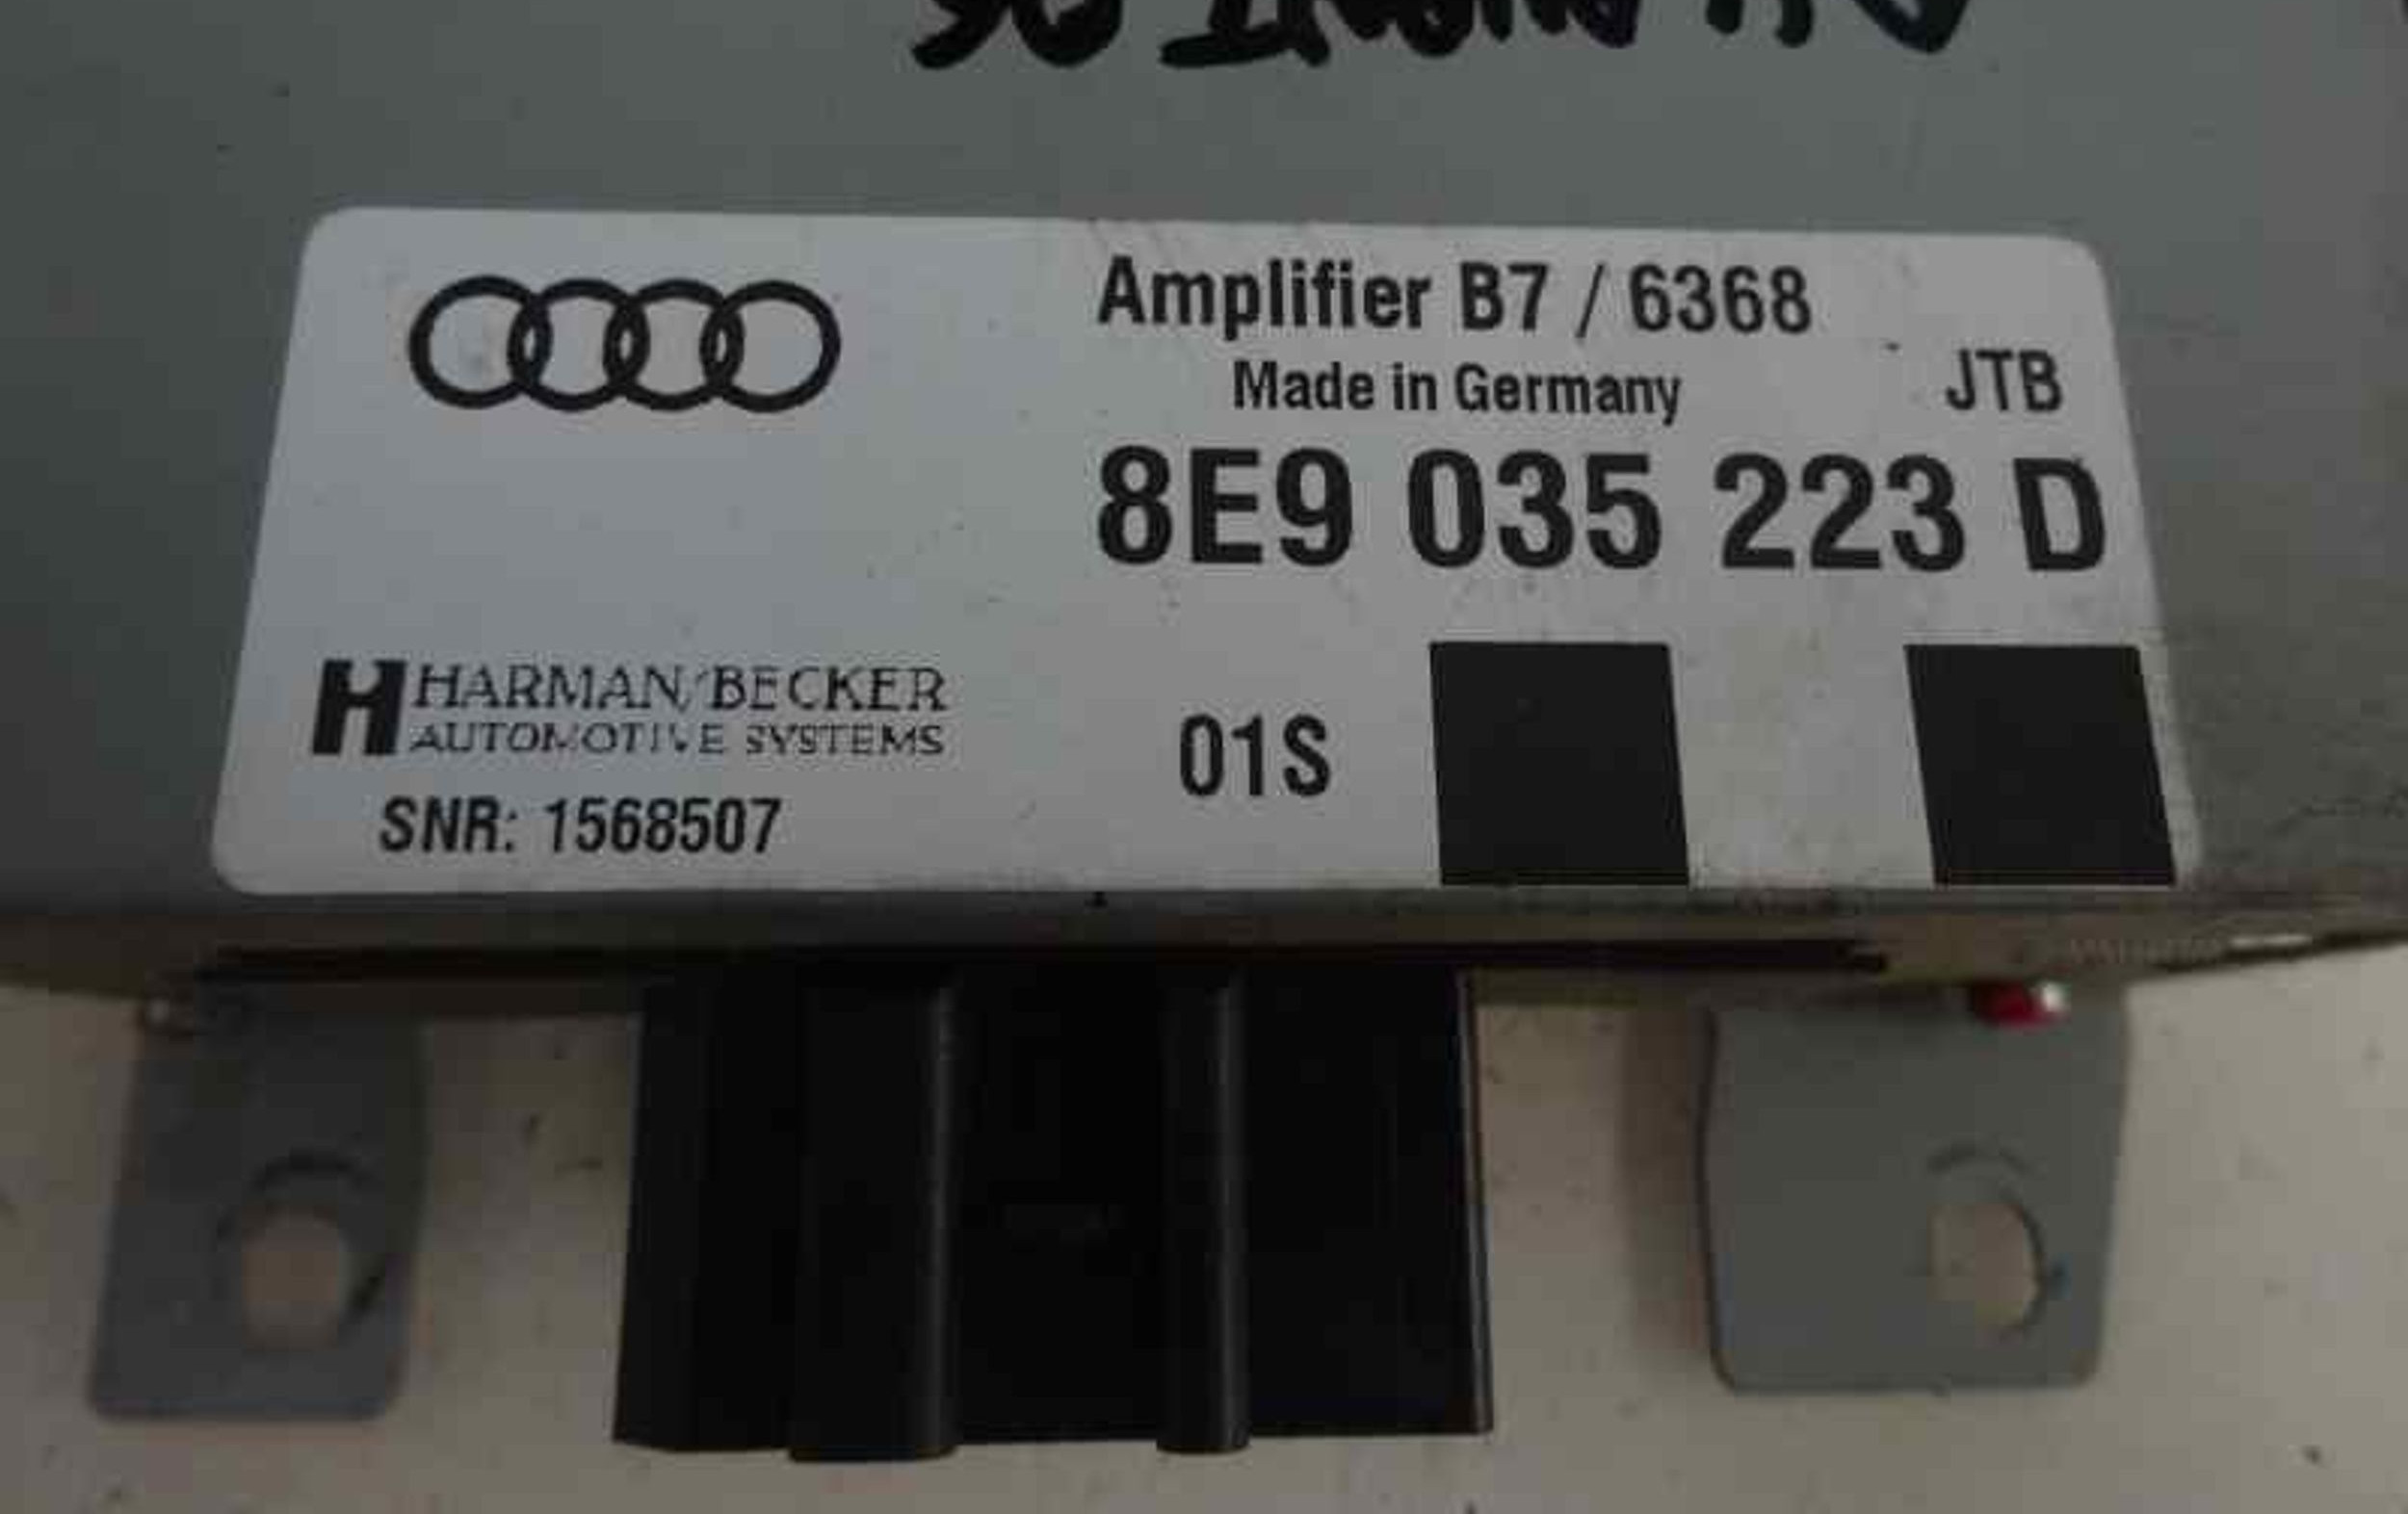 Amplifier B7 / 6368
Made in Germany
JTB
8E9 035 223 D
HARMAN/BECKER
AUTOMOTIVE SYSTEMS
01S
SNR: 1568507